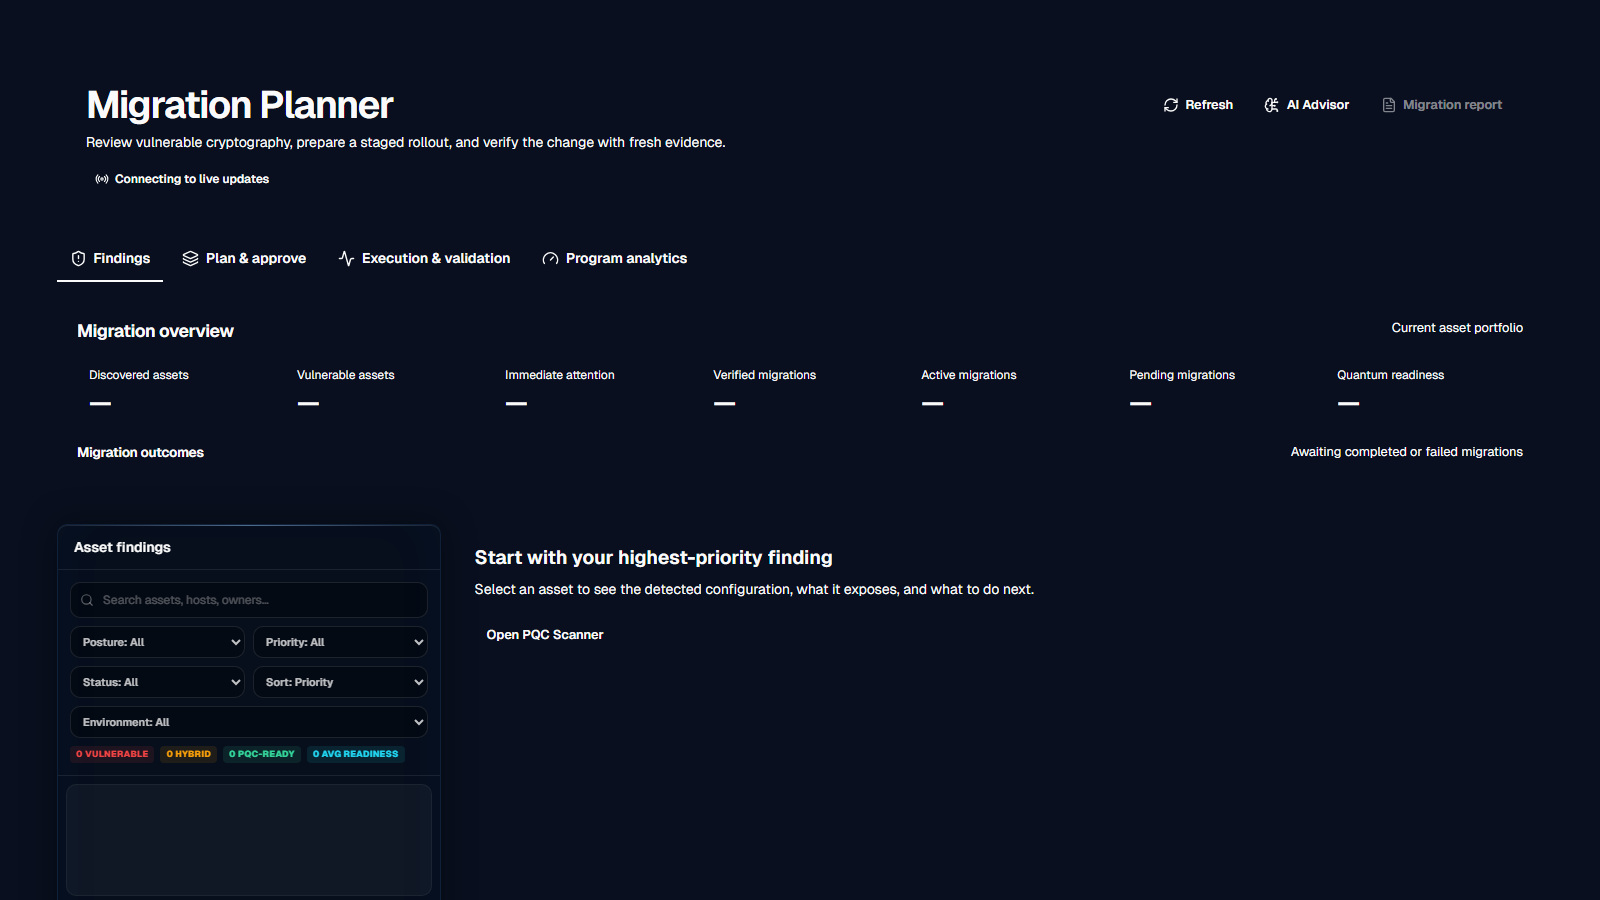 Migration Planner
Refresh
AI Advisor
Migration report
Review vulnerable cryptography, prepare a staged rollout, and verify the change with fresh evidence.
Connecting to live updates
Findings
Plan & approve
Execution & validation
Program analytics
Migration overview
Current asset portfolio
Discovered assets
Vulnerable assets
Immediate attention
Verified migrations
Active migrations
Pending migrations
Quantum readiness
—
—
—
—
—
—
—
Migration outcomes
Awaiting completed or failed migrations
Asset findings
Search assets, hosts, owners...
Posture: All
Priority: All
Status: All
Sort: Priority
Environment: All
0 VULNERABLE
0 HYBRID
0 PQC-READY
0 AVG READINESS
Start with your highest-priority finding
Select an asset to see the detected configuration, what it exposes, and what to do next.
Open PQC Scanner